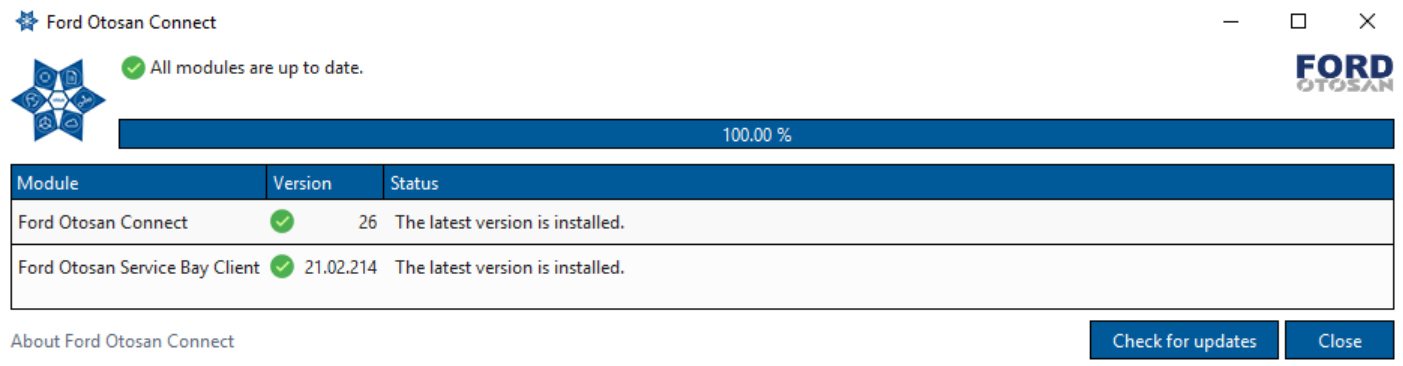 Ford Otosan Connect
All modules are up to date.
FORD
OTOSAN
100.00 %
Module Version Status
Ford Otosan Connect 26 The latest version is installed.
Ford Otosan Service Bay Client 21.02.214 The latest version is installed.
About Ford Otosan Connect Check for updates Close